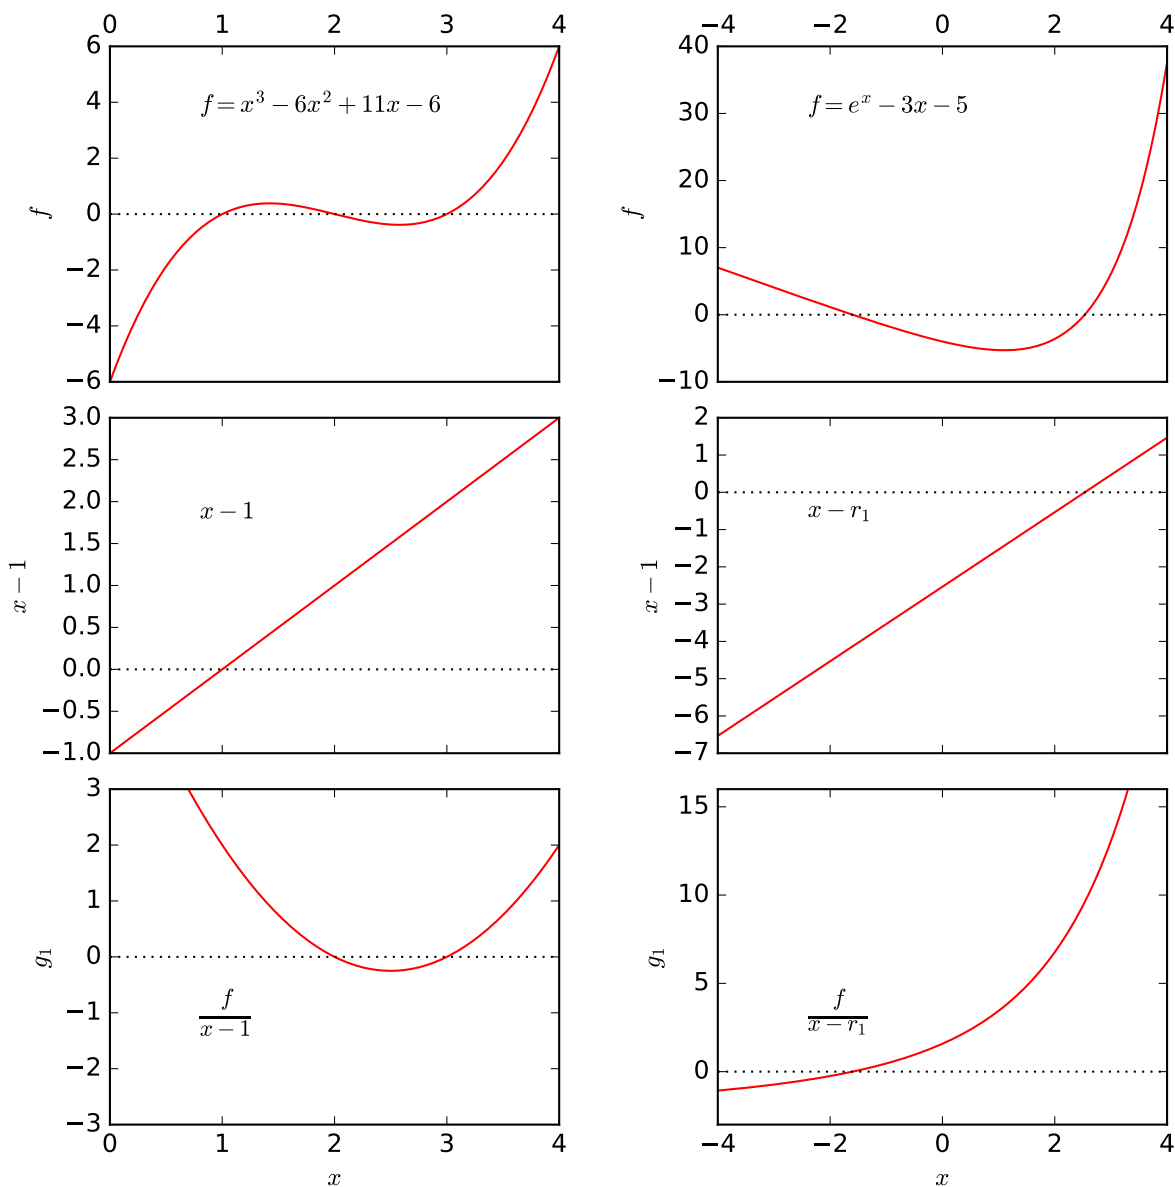 0 1 2 3 4
6
4
2
0
−2
−4
−6
f
f = x³ − 6x² + 11x − 6
−4 −2 0 2 4
40
30
20
10
0
−10
f
f = eˣ − 3x − 5
3.0
2.5
2.0
1.5
1.0
0.5
0.0
−0.5
−1.0
x − 1
x − 1
2
1
0
−1
−2
−3
−4
−5
−6
−7
x − 1
x − r₁
3
2
1
0
−1
−2
−3
g₁
f
x − 1
0 1 2 3 4
x
15
10
5
0
g₁
f
x − r₁
−4 −2 0 2 4
x